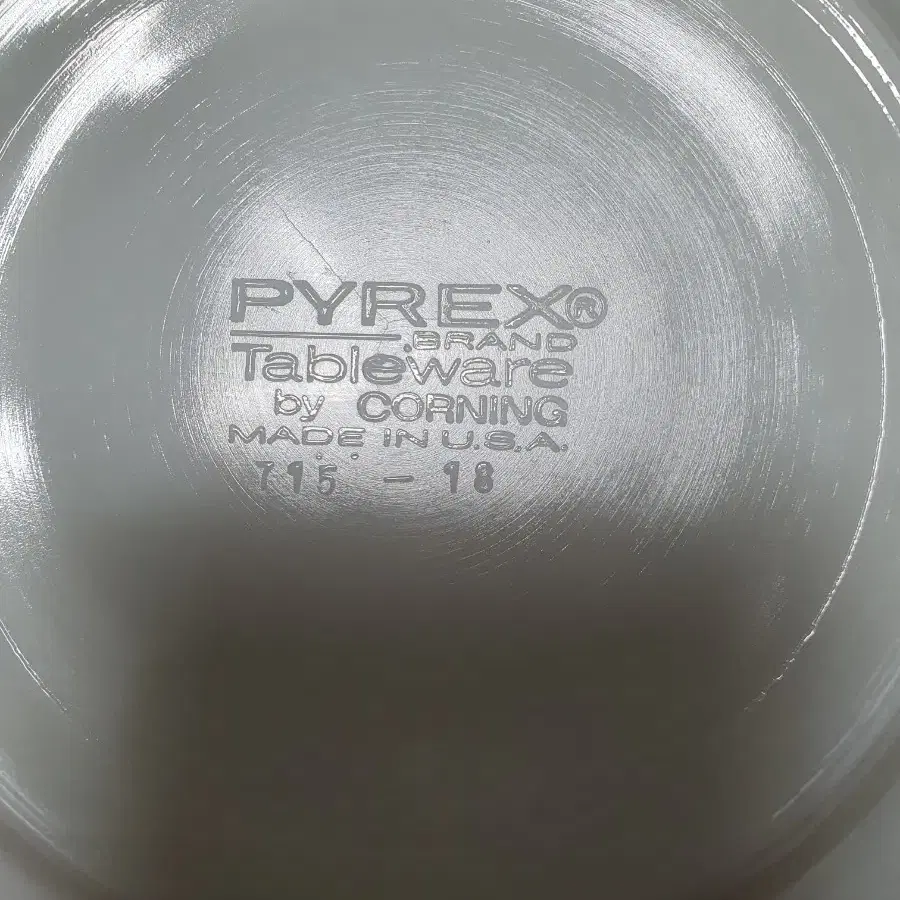 PYREX®
BRAND
Tableware
by CORNING
MADE IN U.S.A.
715 - 18